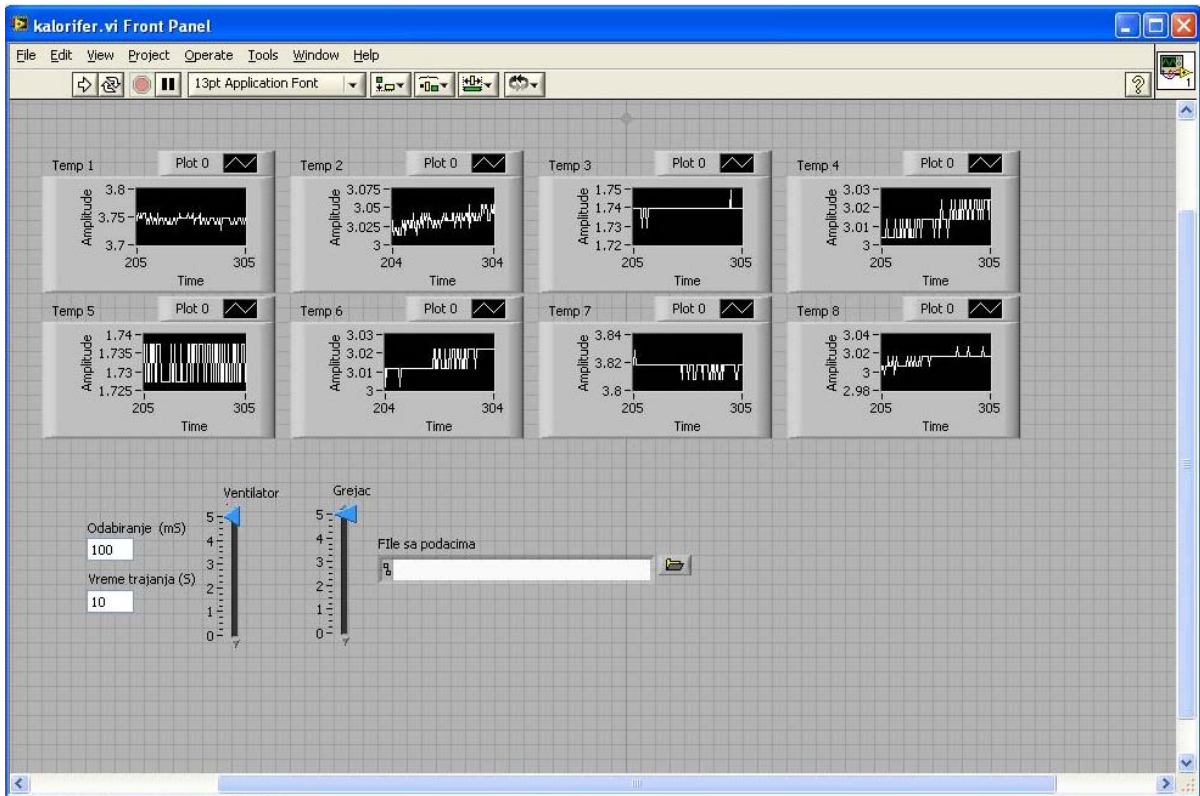 kalorifer.vi Front Panel
File Edit View Project Operate Tools Window Help
13pt Application Font
?
1
Temp 1
Plot 0
Amplitude
3.8
3.75
3.7
205 305
Time
Temp 2
Plot 0
Amplitude
3.075
3.05
3.025
3
204 304
Time
Temp 3
Plot 0
Amplitude
1.75
1.74
1.73
1.72
205 305
Time
Temp 4
Plot 0
Amplitude
3.03
3.02
3.01
3
205 305
Time
Temp 5
Plot 0
Amplitude
1.74
1.735
1.73
1.725
205 305
Time
Temp 6
Plot 0
Amplitude
3.03
3.02
3.01
3
204 304
Time
Temp 7
Plot 0
Amplitude
3.84
3.82
3.8
205 305
Time
Temp 8
Plot 0
Amplitude
3.04
3.02
3
2.98
205 305
Time
Odabiranje (mS)
100
Vreme trajanja (S)
10
Ventilator
5
4
3
2
1
0
Grejac
5
4
3
2
1
0
FIle sa podacima